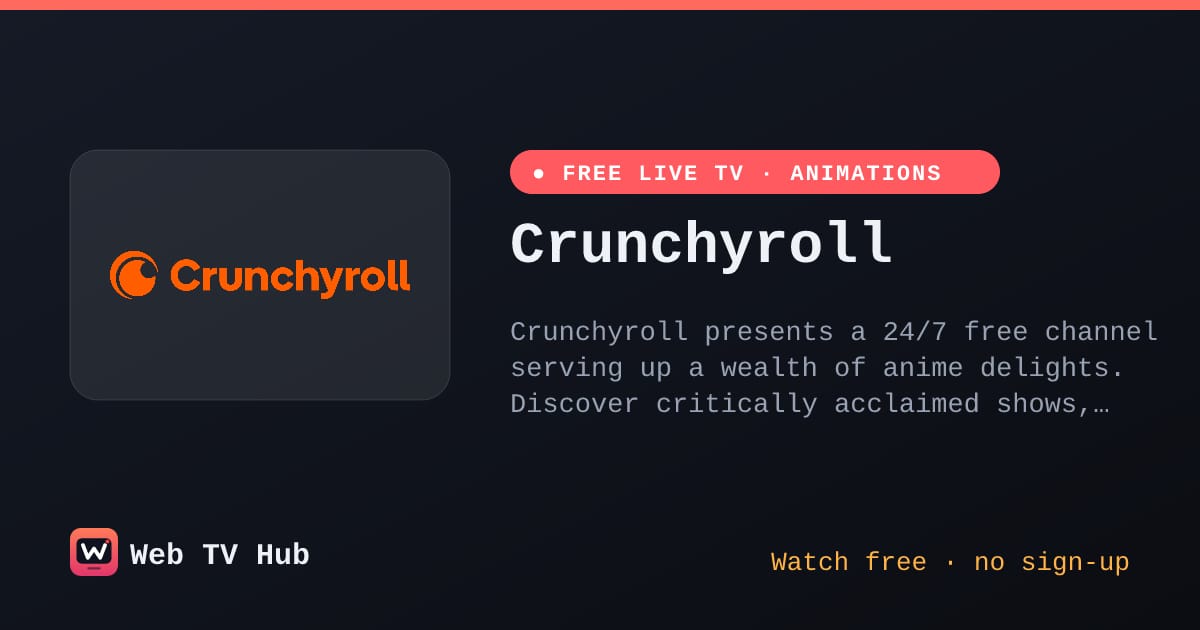 Crunchyroll
● FREE LIVE TV · ANIMATIONS
Crunchyroll
Crunchyroll presents a 24/7 free channel
serving up a wealth of anime delights.
Discover critically acclaimed shows,…
W
Web TV Hub
Watch free · no sign-up